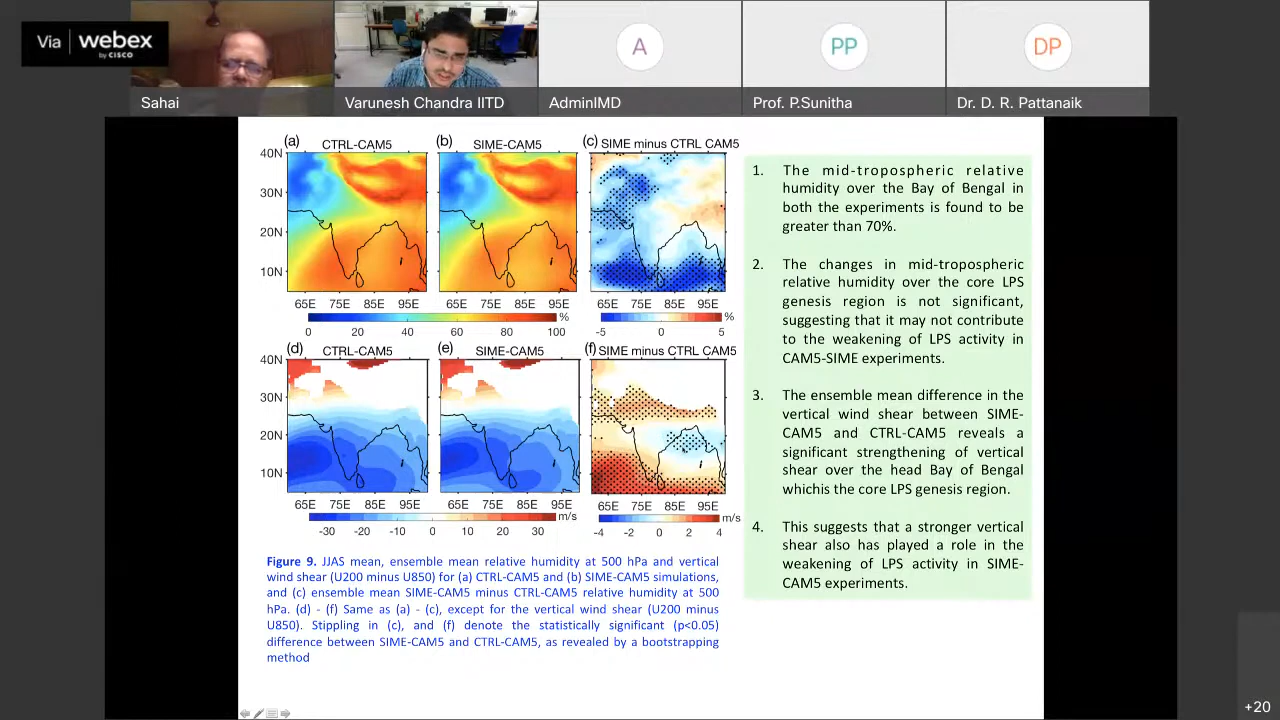 Via webex
by CISCO
Sahai
Varunesh Chandra IITD
A
AdminIMD
PP
Prof. P.Sunitha
DP
Dr. D. R. Pattanaik
(a) CTRL-CAM5
(b) SIME-CAM5
(c) SIME minus CTRL CAM5
40N
30N
20N
10N
65E 75E 85E 95E
65E 75E 85E 95E
65E 75E 85E 95E
%
0 20 40 60 80 100
%
-5 0 5
(d) CTRL-CAM5
(e) SIME-CAM5
(f) SIME minus CTRL CAM5
40N
30N
20N
10N
65E 75E 85E 95E
65E 75E 85E 95E
65E 75E 85E 95E
m/s
-30 -20 -10 0 10 20 30
m/s
-4 -2 0 2 4
Figure 9. JJAS mean, ensemble mean relative humidity at 500 hPa and vertical
wind shear (U200 minus U850) for (a) CTRL-CAM5 and (b) SIME-CAM5 simulations,
and (c) ensemble mean SIME-CAM5 minus CTRL-CAM5 relative humidity at 500
hPa. (d) - (f) Same as (a) - (c), except for the vertical wind shear (U200 minus
U850). Stippling in (c), and (f) denote the statistically significant (p<0.05)
difference between SIME-CAM5 and CTRL-CAM5, as revealed by a bootstrapping
method
1. The mid-tropospheric relative
humidity over the Bay of Bengal in
both the experiments is found to be
greater than 70%.
2. The changes in mid-tropospheric
relative humidity over the core LPS
genesis region is not significant,
suggesting that it may not contribute
to the weakening of LPS activity in
CAM5-SIME experiments.
3. The ensemble mean difference in the
vertical wind shear between SIME-
CAM5 and CTRL-CAM5 reveals a
significant strengthening of vertical
shear over the head Bay of Bengal
whichis the core LPS genesis region.
4. This suggests that a stronger vertical
shear also has played a role in the
weakening of LPS activity in SIME-
CAM5 experiments.
+20